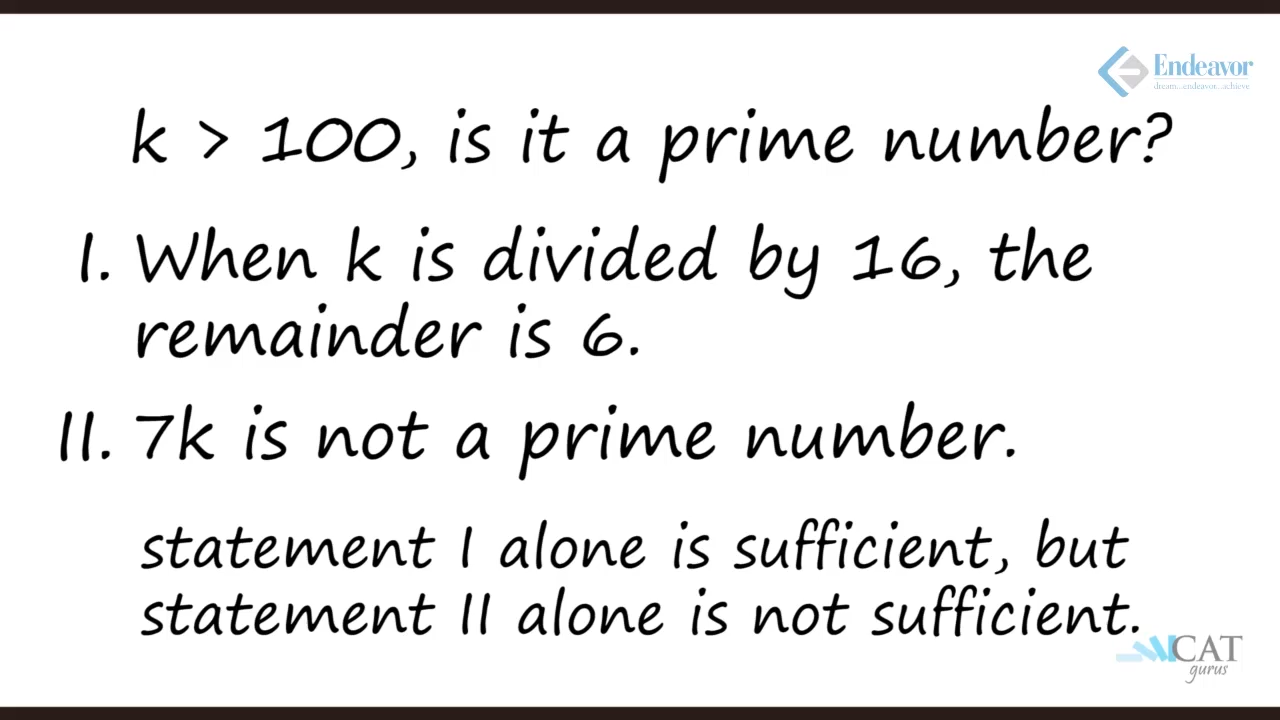 Endeavor
dream...endeavor...achieve
k > 100, is it a prime number?
I. When k is divided by 16, the
remainder is 6.
II. 7k is not a prime number.
statement I alone is sufficient, but
statement II alone is not sufficient.
CAT
gurus